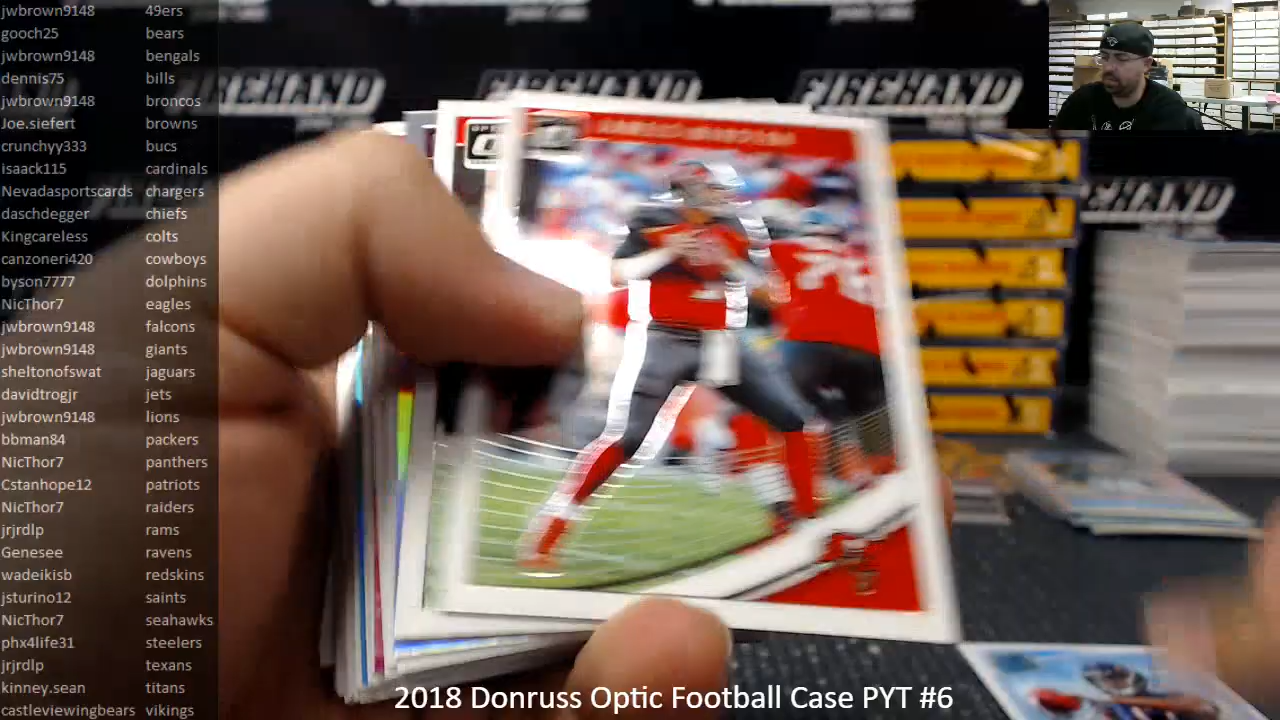 jwbrown9148 49ers
gooch25 bears
jwbrown9148 bengals
dennis75 bills
jwbrown9148 broncos
Joe.siefert browns
crunchyy333 bucs
isaack115 cardinals
Nevadasportscards chargers
daschdegger chiefs
Kingcareless colts
canzoneri420 cowboys
byson7777 dolphins
NicThor7 eagles
jwbrown9148 falcons
jwbrown9148 giants
sheltonofswat jaguars
davidtrogjr jets
jwbrown9148 lions
bbman84 packers
NicThor7 panthers
Cstanhope12 patriots
NicThor7 raiders
jrjrdlp rams
Genesee ravens
wadeikisb redskins
jsturino12 saints
NicThor7 seahawks
phx4life31 steelers
jrjrdlp texans
kinney.sean titans
castleviewingbears vikings
FIREHAND FIREHAND FIREHAND
FIREHAND
76
2018 Donruss Optic Football Case PYT #6